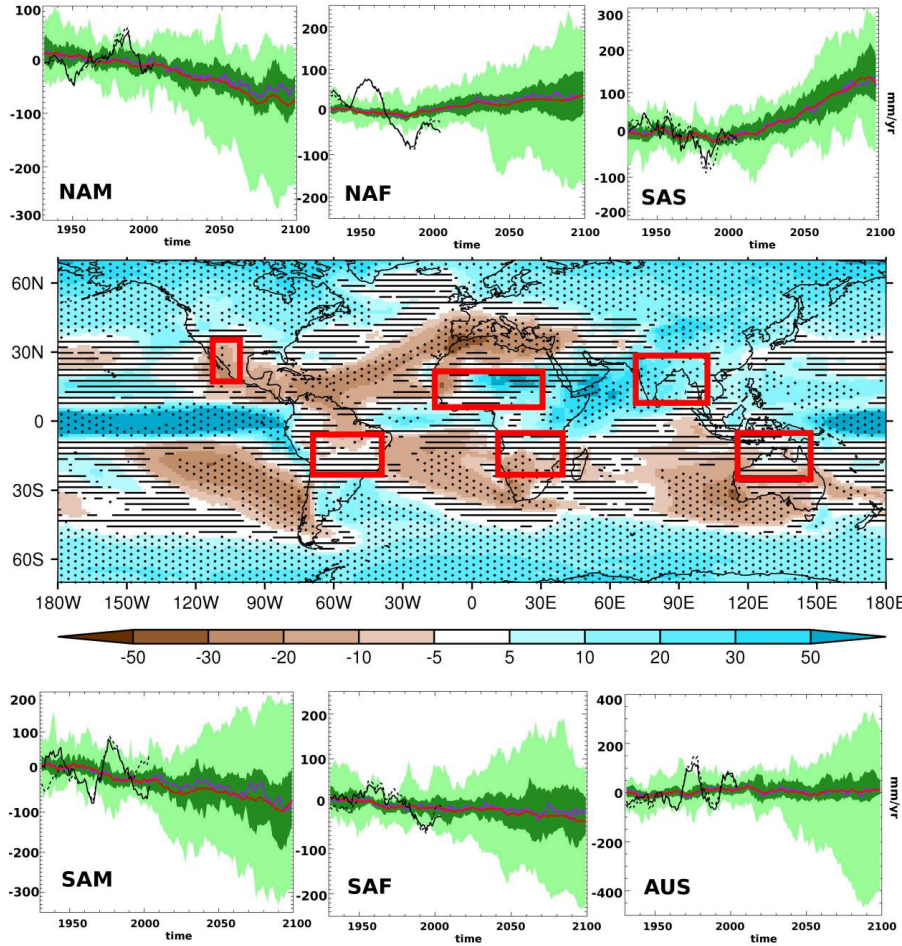 100
0
-100
-200
-300
NAM
1950
2000
2050
2100
time
200
100
0
-100
-200
NAF
1950
2000
2050
2100
time
300
200
100
0
-100
-200
SAS
1950
2000
2050
2100
time
mm/yr
60N
30N
0
30S
60S
180W
150W
120W
90W
60W
30W
0
30E
60E
90E
120E
150E
180E
-50
-30
-20
-10
-5
5
10
20
30
50
200
100
0
-100
-200
-300
SAM
1950
2000
2050
2100
time
200
100
0
-100
-200
SAF
1950
2000
2050
2100
time
400
200
0
-200
-400
AUS
1950
2000
2050
2100
time
mm/yr